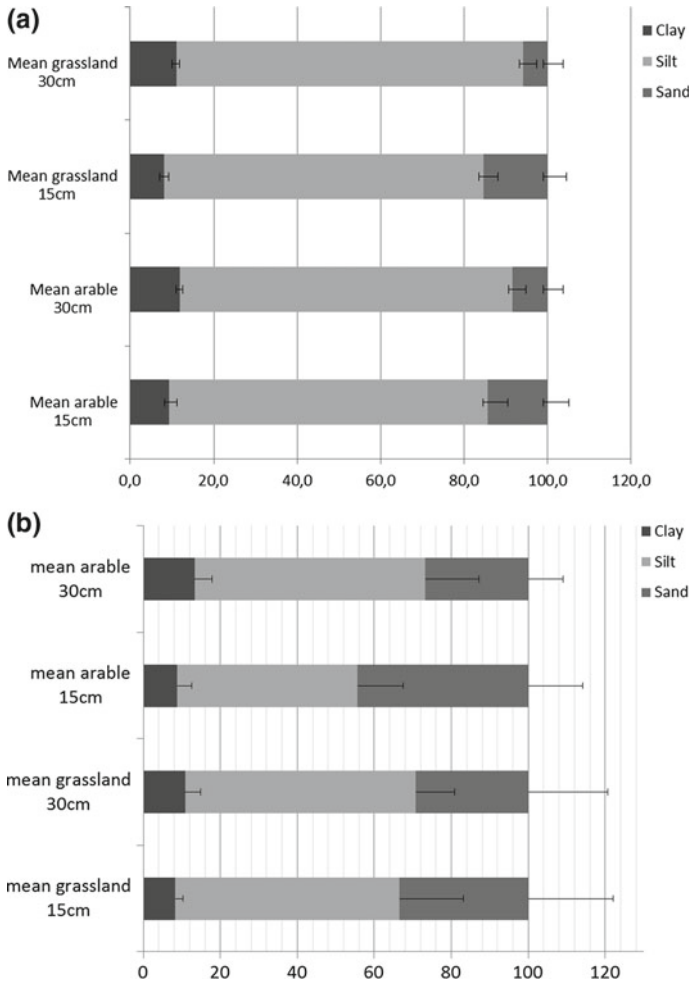 (a)
Clay
Silt
Sand
Mean grassland
30cm
Mean grassland
15cm
Mean arable
30cm
Mean arable
15cm
0,0 20,0 40,0 60,0 80,0 100,0 120,0
(b)
Clay
Silt
Sand
mean arable
30cm
mean arable
15cm
mean grassland
30cm
mean grassland
15cm
0 20 40 60 80 100 120